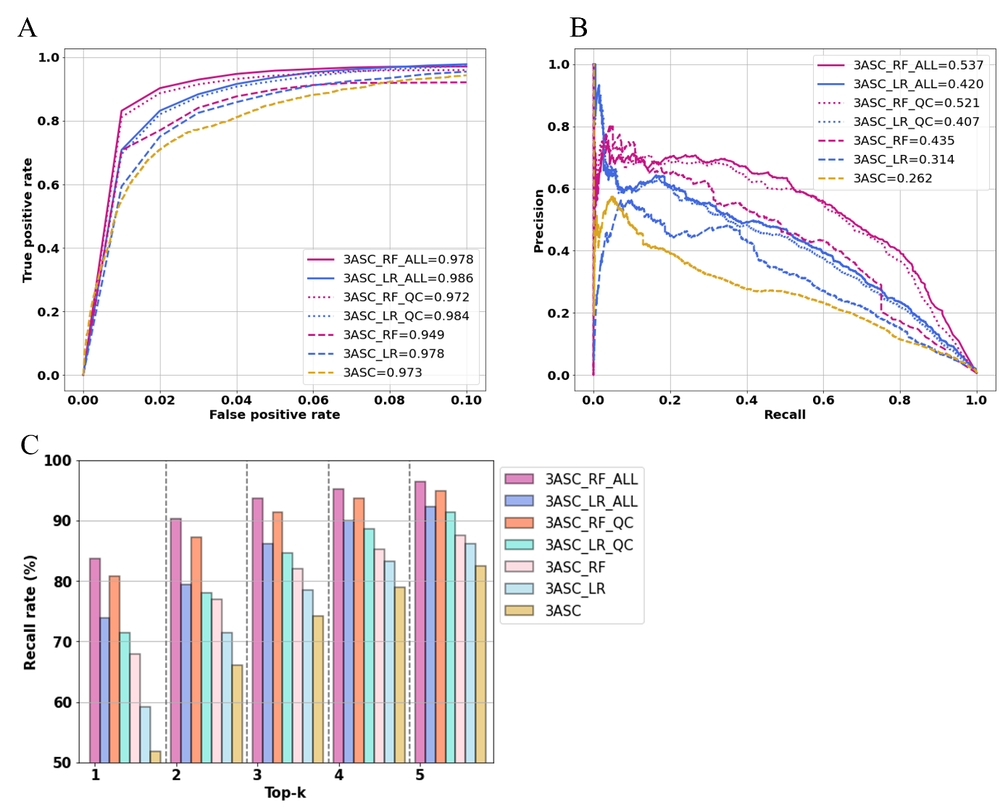 A
1.0
0.8
0.6
0.4
0.2
0.0
True positive rate
3ASC_RF_ALL=0.978
3ASC_LR_ALL=0.986
3ASC_RF_QC=0.972
3ASC_LR_QC=0.984
3ASC_RF=0.949
3ASC_LR=0.978
3ASC=0.973
0.00 0.02 0.04 0.06 0.08 0.10
False positive rate
B
1.0
0.8
0.6
0.4
0.2
0.0
Precision
3ASC_RF_ALL=0.537
3ASC_LR_ALL=0.420
3ASC_RF_QC=0.521
3ASC_LR_QC=0.407
3ASC_RF=0.435
3ASC_LR=0.314
3ASC=0.262
0.0 0.2 0.4 0.6 0.8 1.0
Recall
C
100
90
80
70
60
50
Recall rate (%)
1 2 3 4 5
Top-k
3ASC_RF_ALL
3ASC_LR_ALL
3ASC_RF_QC
3ASC_LR_QC
3ASC_RF
3ASC_LR
3ASC